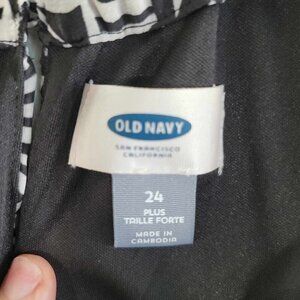 OLD NAVY
SAN FRANCISCO
CALIFORNIA
24
PLUS
TAILLE FORTE
MADE IN
CAMBODIA